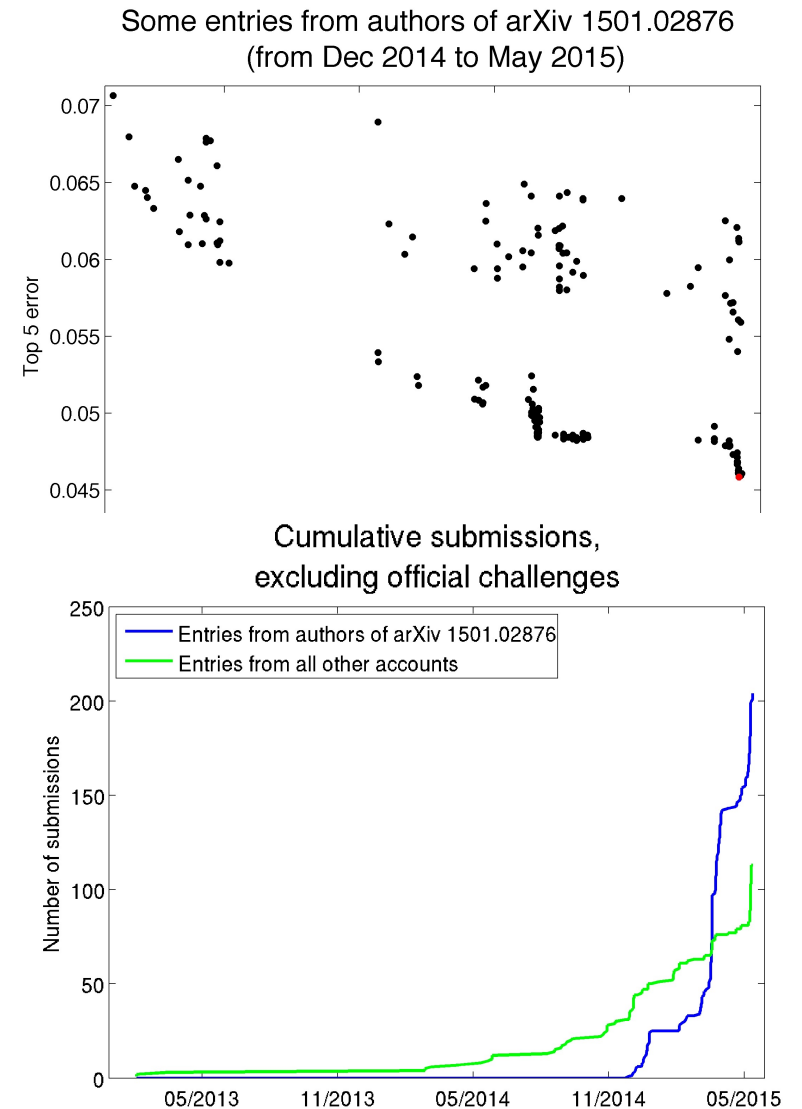 Some entries from authors of arXiv 1501.02876
(from Dec 2014 to May 2015)
0.07
0.065
0.06
0.055
0.05
0.045
Top 5 error
Cumulative submissions,
excluding official challenges
250
200
150
100
50
0
Number of submissions
Entries from authors of arXiv 1501.02876
Entries from all other accounts
05/2013 11/2013 05/2014 11/2014 05/2015